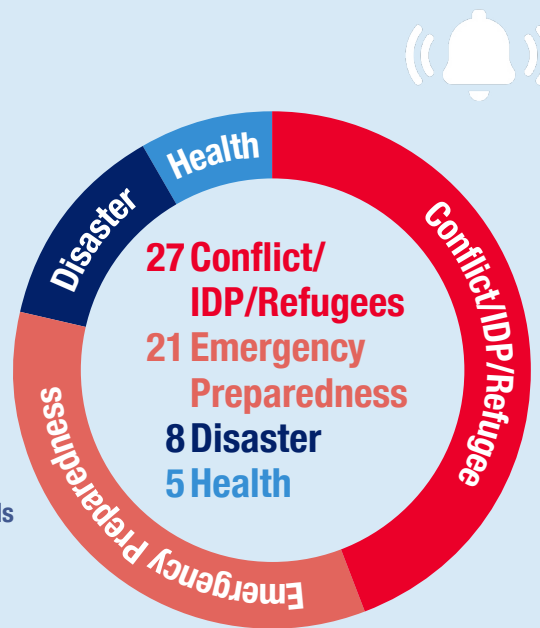 Health
Disaster
Conflict/IDP/Refugee
27 Conflict/
IDP/Refugees
21 Emergency
Preparedness
8 Disaster
5 Health
Emergency Preparedness